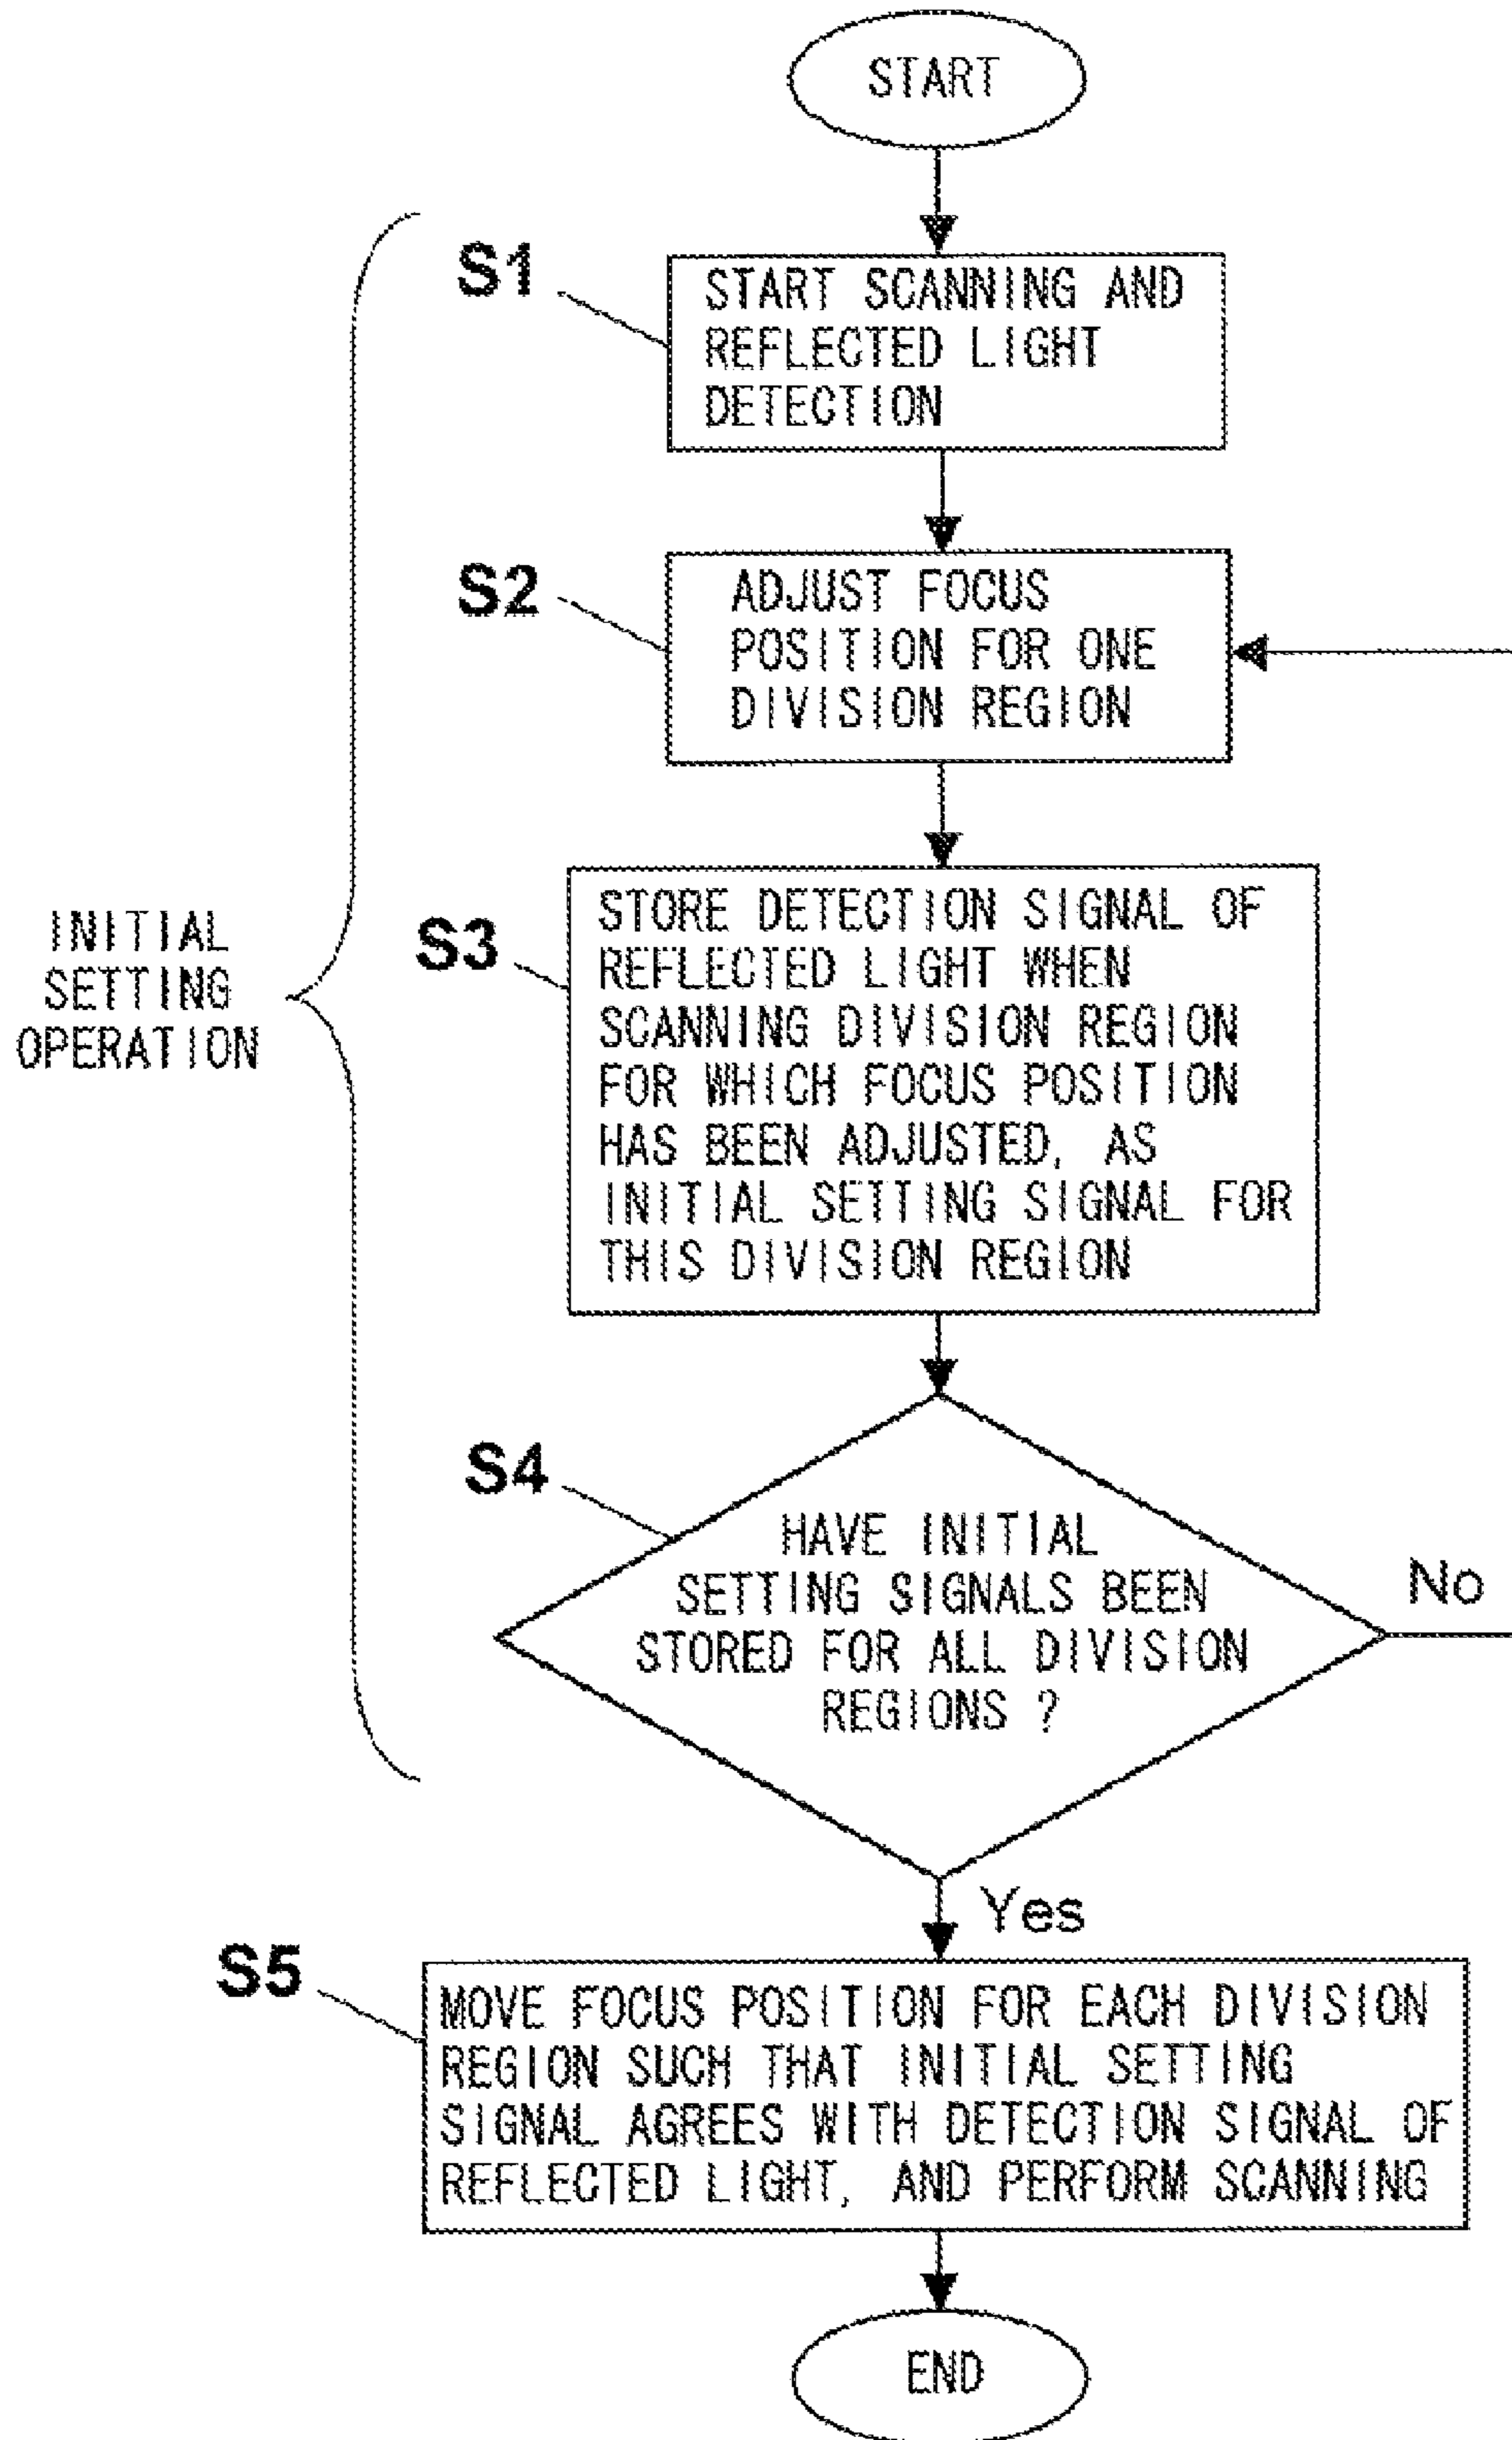 START
S1
START SCANNING AND
REFLECTED LIGHT
DETECTION
S2
ADJUST FOCUS
POSITION FOR ONE
DIVISION REGION
INITIAL
SETTING
OPERATION
S3
STORE DETECTION SIGNAL OF
REFLECTED LIGHT WHEN
SCANNING DIVISION REGION
FOR WHICH FOCUS POSITION
HAS BEEN ADJUSTED, AS
INITIAL SETTING SIGNAL FOR
THIS DIVISION REGION
S4
HAVE INITIAL
SETTING SIGNALS BEEN
STORED FOR ALL DIVISION
REGIONS ?
No
Yes
S5
MOVE FOCUS POSITION FOR EACH DIVISION
REGION SUCH THAT INITIAL SETTING
SIGNAL AGREES WITH DETECTION SIGNAL OF
REFLECTED LIGHT, AND PERFORM SCANNING
END